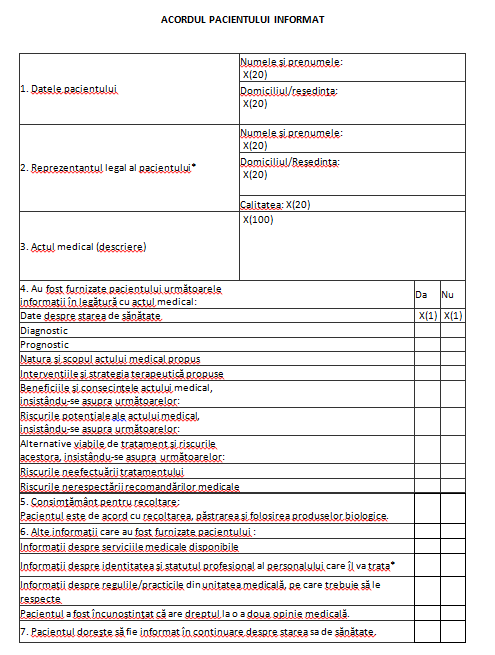 ACORDUL PACIENTULUI INFORMAT
1. Datele pacientului
Numele și prenumele:
X(20)
Domiciliul/reședința:
X(20)
2. Reprezentantul legal al pacientului*
Numele și prenumele:
X(20)
Domiciliul/Reședința:
X(20)
Calitatea: X(20)
3. Actul medical (descriere)
X(100)
4. Au fost furnizate pacientului următoarele
informații în legătură cu actul medical:
Da Nu
Date despre starea de sănătate X(1) X(1)
Diagnostic
Prognostic
Natura și scopul actului medical propus
Intervențiile și strategia terapeutică propuse
Beneficiile și consecințele actului medical,
insistându-se asupra următoarelor:
Riscurile potențiale ale actului medical,
insistându-se asupra următoarelor:
Alternative viabile de tratament și riscurile
acestora, insistându-se asupra următoarelor:
Riscurile neefectuării tratamentului
Riscurile nerespectării recomandărilor medicale
5. Consimțământ pentru recoltare:
Pacientul este de acord cu recoltarea, păstrarea și folosirea produselor biologice.
6. Alte informații care au fost furnizate pacientului :
Informații despre serviciile medicale disponibile
Informații despre identitatea și statutul profesional al personalului care îl va trata*
Informații despre regulile/practicile din unitatea medicală, pe care trebuie să le
respecte
Pacientul a fost încunoștințat că are dreptul la o a doua opinie medicală.
7. Pacientul dorește să fie informat în continuare despre starea sa de sănătate.